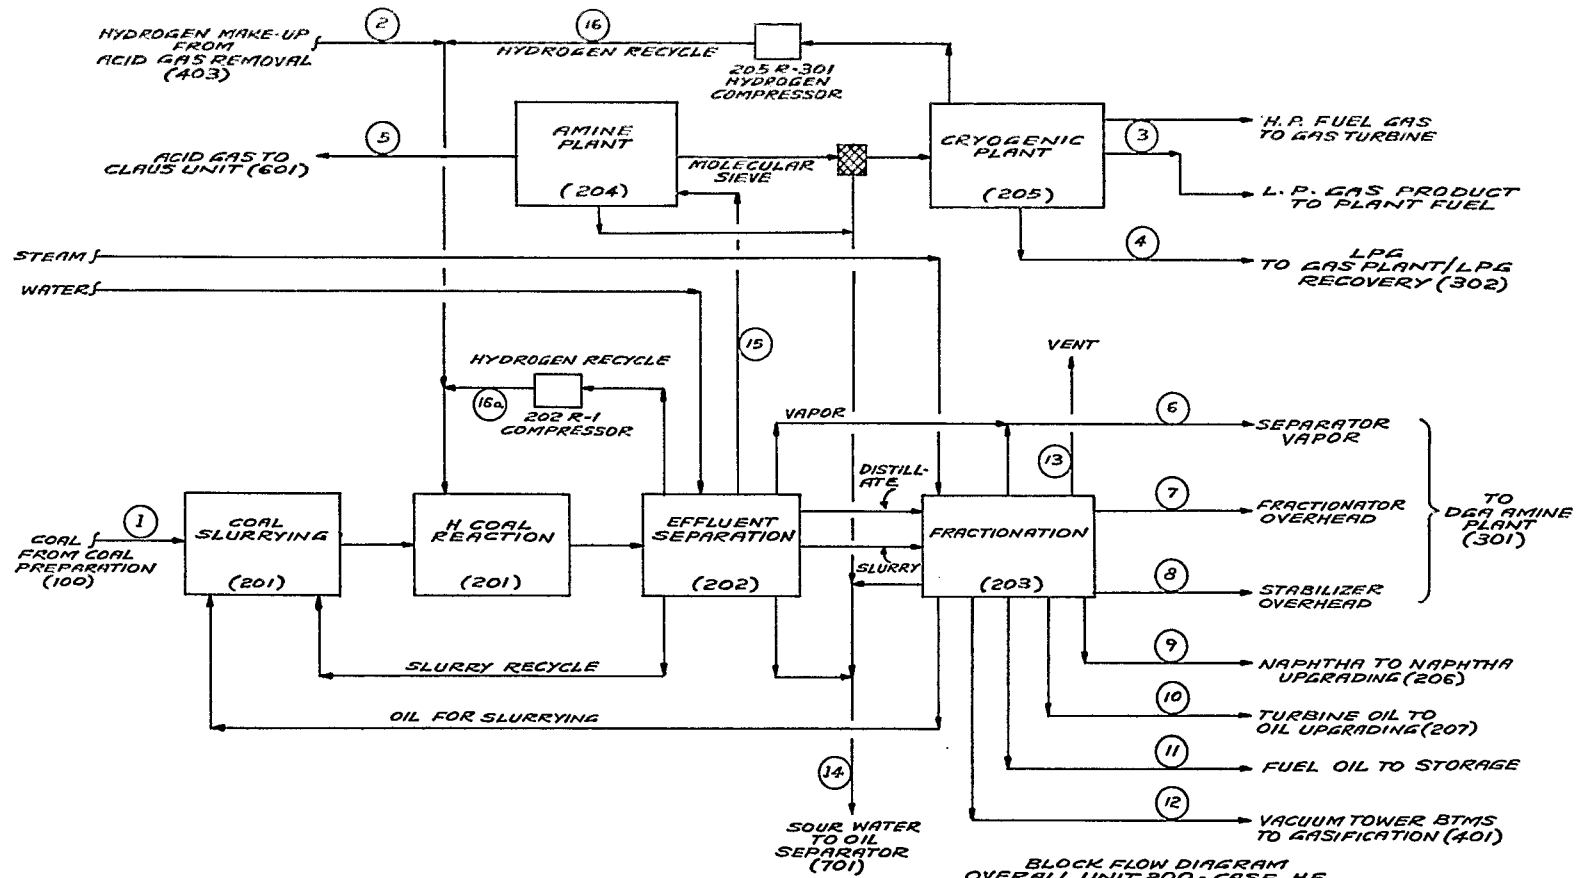 2
16
HYDROGEN MAKE-UP
FROM
ACID GAS REMOVAL
(403)
HYDROGEN RECYCLE
205 R-301
HYDROGEN
COMPRESSOR
5
ACID GAS TO
CLAUS UNIT (601)
AMINE
PLANT
(204)
MOLECULAR
SIEVE
CRYOGENIC
PLANT
(205)
H.P. FUEL GAS
TO GAS TURBINE
3
L.P. GAS PRODUCT
TO PLANT FUEL
4
LPG
TO GAS PLANT/LPG
RECOVERY (302)
STEAM
WATER
15
HYDROGEN RECYCLE
16a
202 R-1
COMPRESSOR
VENT
VAPOR
6
SEPARATOR
VAPOR
13
DISTILL-
ATE
7
FRACTIONATOR
OVERHEAD
TO
DGA AMINE
PLANT
(301)
1
COAL
FROM COAL
PREPARATION
(100)
COAL
SLURRYING
(201)
H COAL
REACTION
(201)
EFFLUENT
SEPARATION
(202)
SLURRY
FRACTIONATION
(203)
8
STABILIZER
OVERHEAD
SLURRY RECYCLE
9
NAPHTHA TO NAPHTHA
UPGRADING (206)
OIL FOR SLURRYING
10
TURBINE OIL TO
OIL UPGRADING (207)
11
FUEL OIL TO STORAGE
14
12
VACUUM TOWER BTMS
TO GASIFICATION (401)
SOUR WATER
TO OIL
SEPARATOR
(701)
BLOCK FLOW DIAGRAM
OVERALL UNIT 200 - CASE